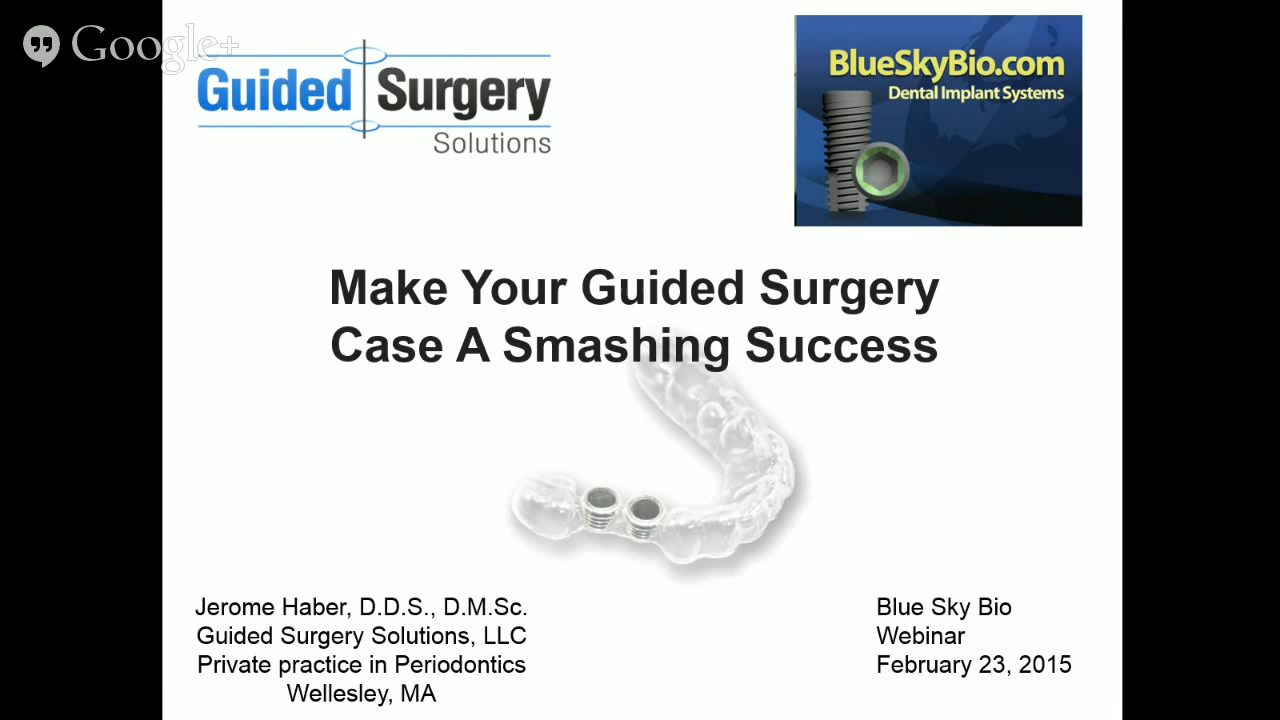 Google+
Guided Surgery
Solutions
BlueSkyBio.com
Dental Implant Systems
Make Your Guided Surgery
Case A Smashing Success
Jerome Haber, D.D.S., D.M.Sc.
Guided Surgery Solutions, LLC
Private practice in Periodontics
Wellesley, MA
Blue Sky Bio
Webinar
February 23, 2015